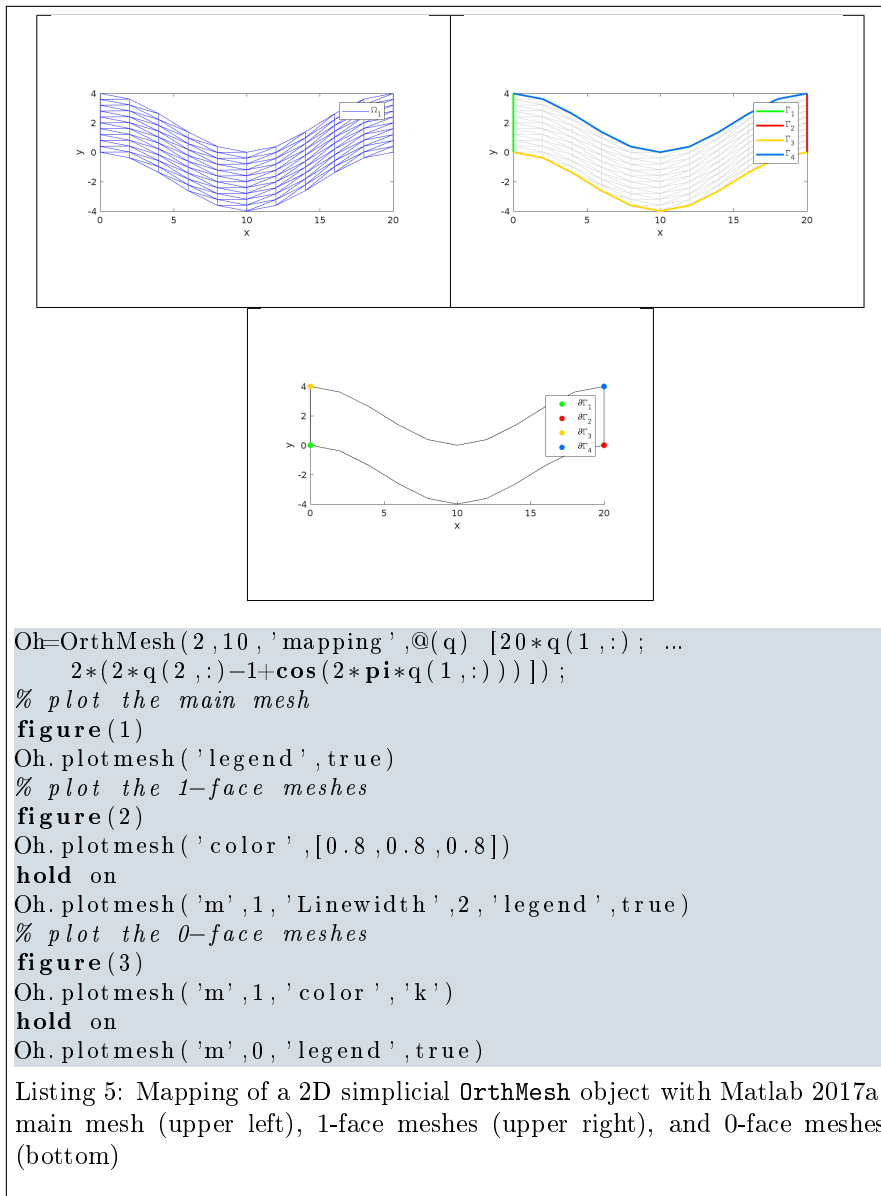 4
2
0
-2
-4
y
0 5 10 15 20
x
Ω1
4
2
0
-2
-4
y
0 5 10 15 20
x
Γ1
Γ2
Γ3
Γ4
4
2
0
-2
-4
y
0 5 10 15 20
x
∂Γ1
∂Γ2
∂Γ3
∂Γ4
Oh=OrthMesh(2,10,'mapping',@(q) [20*q(1,:); ...
2*(2*q(2,:)−1+cos(2*pi*q(1,:)))]);
% plot the main mesh
figure(1)
Oh.plotmesh('legend',true)
% plot the 1−face meshes
figure(2)
Oh.plotmesh('color',[0.8,0.8,0.8])
hold on
Oh.plotmesh('m',1,'Linewidth',2,'legend',true)
% plot the 0−face meshes
figure(3)
Oh.plotmesh('m',1,'color','k')
hold on
Oh.plotmesh('m',0,'legend',true)
Listing 5: Mapping of a 2D simplicial OrthMesh object with Matlab 2017a
main mesh (upper left), 1-face meshes (upper right), and 0-face meshes
(bottom)